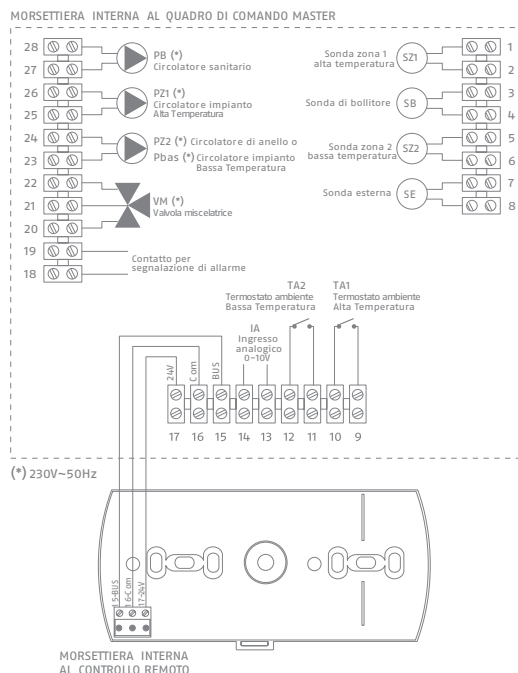 MORSETTIERA INTERNA AL QUADRO DI COMANDO MASTER
28
27
PB (*)
Circolatore sanitario
26
25
PZ1 (*)
Circolatore impianto
Alta Temperatura
24
23
PZ2 (*) Circolatore di anello o
Pbas (*) Circolatore impianto
Bassa Temperatura
22
21
20
VM (*)
Valvola miscelatrice
19
18
Contatto per
segnalazione di allarme
Sonda zona 1
alta temperatura
SZ1
1
2
Sonda di bollitore
SB
3
4
Sonda zona 2
bassa temperatura
SZ2
5
6
Sonda esterna
SE
7
8
TA2
Termostato ambiente
Bassa Temperatura
TA1
Termostato ambiente
Alta Temperatura
IA
Ingresso
analogico
0~10V
24V
Com
BUS
17 16 15 14 13 12 11 10 9
(*) 230V~50Hz
15-BUS
16-Com
17-24V
MORSETTIERA INTERNA
AL CONTROLLO REMOTO